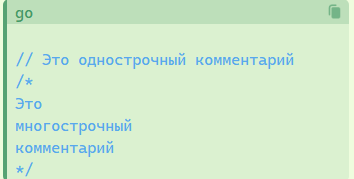 go
// Это однострочный комментарий
/*
Это
многострочный
комментарий
*/